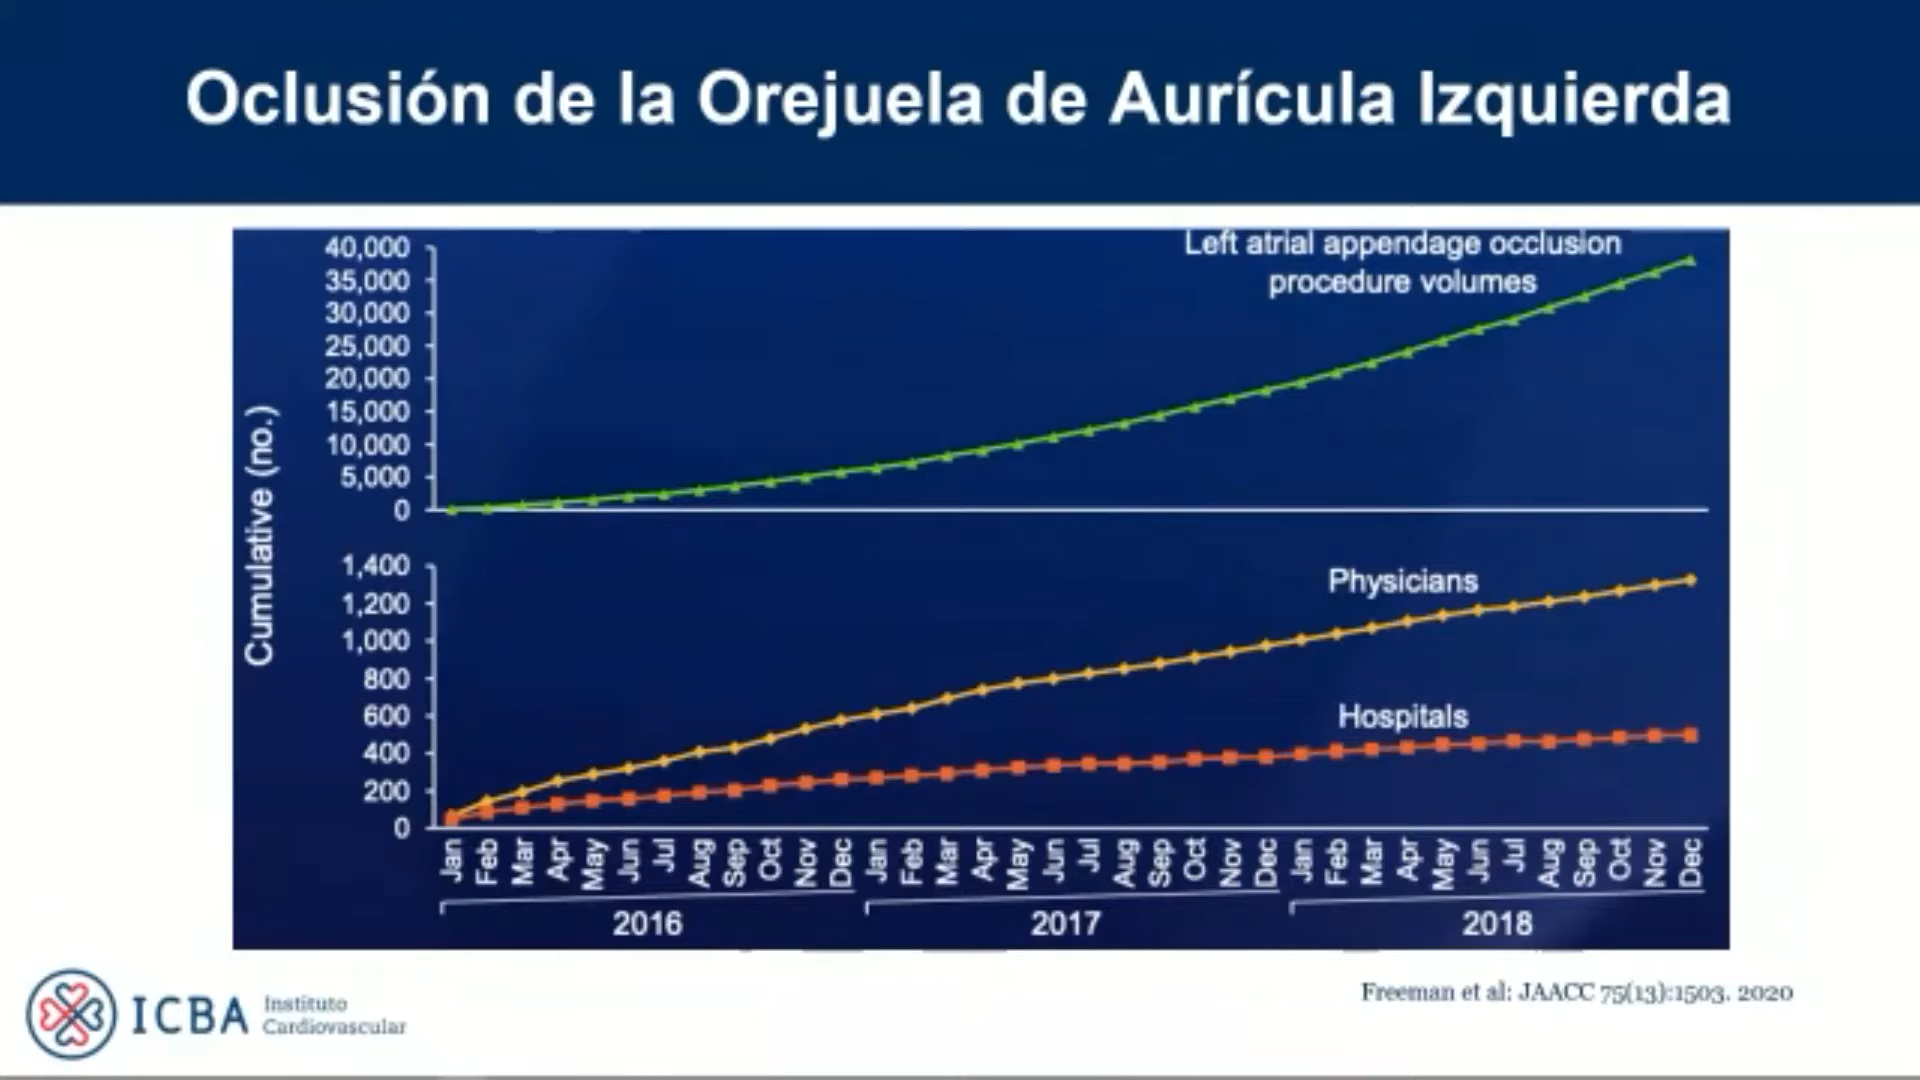 Oclusión de la Orejuela de Aurícula Izquierda
Left atrial appendage occlusion
procedure volumes
40,000
35,000
30,000
25,000
20,000
15,000
10,000
5,000
0
Cumulative (no.)
1,400
1,200
1,000
800
600
400
200
0
Physicians
Hospitals
Jan Feb Mar Apr May Jun Jul Aug Sep Oct Nov Dec Jan Feb Mar Apr May Jun Jul Aug Sep Oct Nov Dec Jan Feb Mar Apr May Jun Jul Aug Sep Oct Nov Dec
2016 2017 2018
Freeman et al: JAACC 75(13):1503. 2020
ICBA
Instituto
Cardiovascular